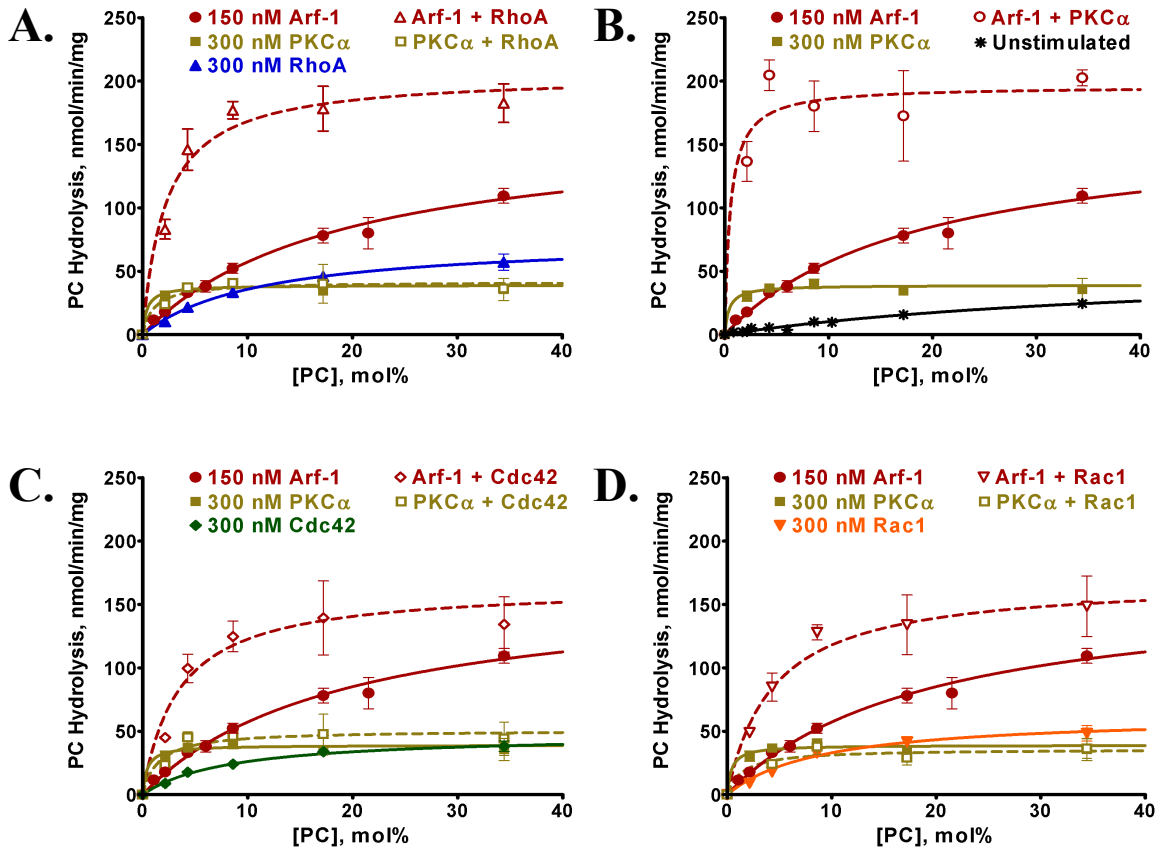 A.
150 nM Arf-1 Arf-1 + RhoA
300 nM PKCα PKCα + RhoA
300 nM RhoA
PC Hydrolysis, nmol/min/mg
250
200
150
100
50
0
0 10 20 30 40
[PC], mol%
B.
150 nM Arf-1 Arf-1 + PKCα
300 nM PKCα Unstimulated
PC Hydrolysis, nmol/min/mg
250
200
150
100
50
0
0 10 20 30 40
[PC], mol%
C.
150 nM Arf-1 Arf-1 + Cdc42
300 nM PKCα PKCα + Cdc42
300 nM Cdc42
PC Hydrolysis, nmol/min/mg
250
200
150
100
50
0
0 10 20 30 40
[PC], mol%
D.
150 nM Arf-1 Arf-1 + Rac1
300 nM PKCα PKCα + Rac1
300 nM Rac1
PC Hydrolysis, nmol/min/mg
250
200
150
100
50
0
0 10 20 30 40
[PC], mol%